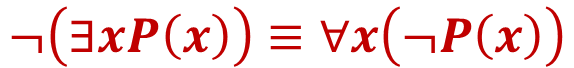 ¬(∃xP(x)) ≡ ∀x(¬P(x))